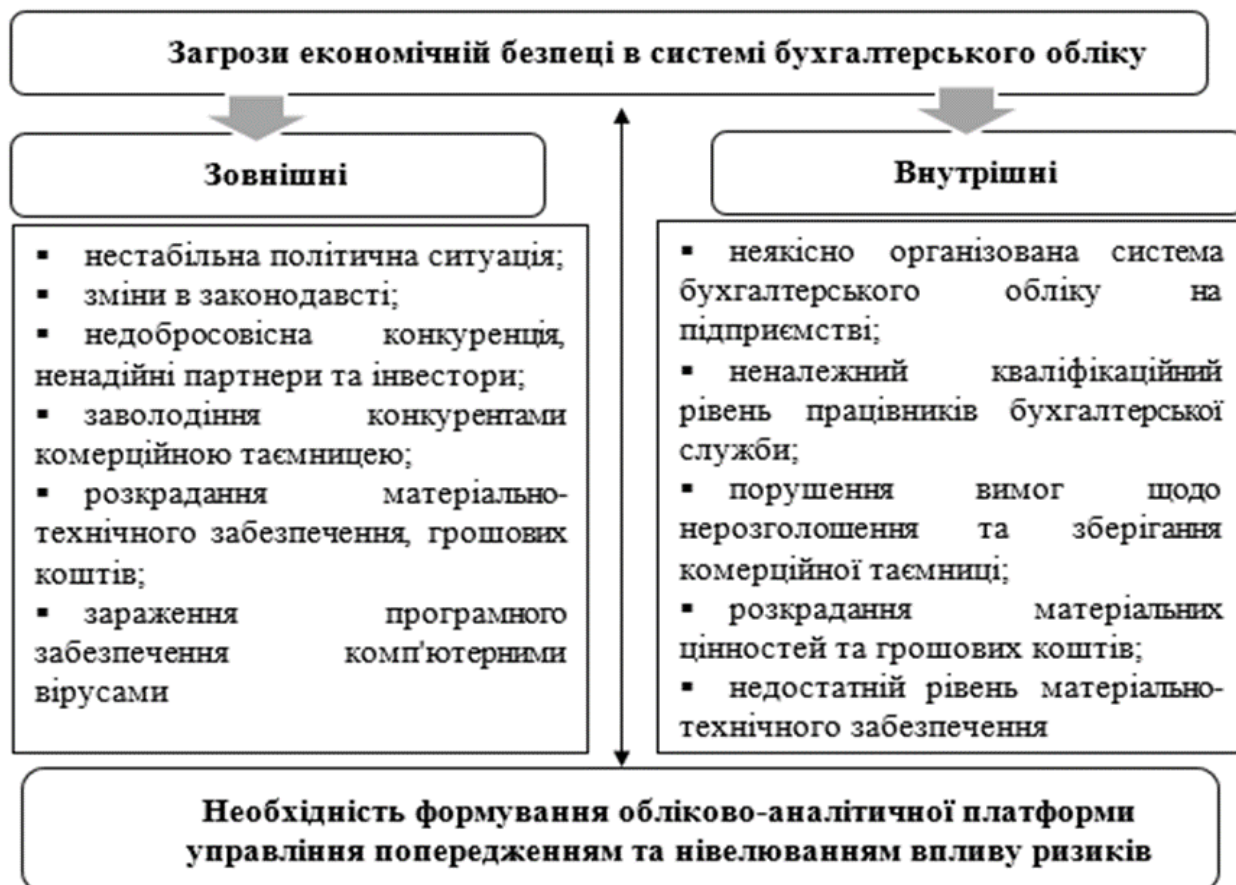 Загрози економічній безпеці в системі бухгалтерського обліку
Зовнішні
▪ нестабільна політична ситуація;
▪ зміни в законодавсті;
▪ недобросовісна конкуренція,
ненадійні партнери та інвестори;
▪ заволодіння конкурентами
комерційною таємницею;
▪ розкрадання матеріально-
технічного забезпечення, грошових
коштів;
▪ зараження програмного
забезпечення комп'ютерними
вірусами
Внутрішні
▪ неякісно організована система
бухгалтерського обліку на
підприємстві;
▪ неналежний кваліфікаційний
рівень працівників бухгалтерської
служби;
▪ порушення вимог щодо
нерозголошення та зберігання
комерційної таємниці;
▪ розкрадання матеріальних
цінностей та грошових коштів;
▪ недостатній рівень матеріально-
технічного забезпечення
Необхідність формування обліково-аналітичної платформи
управління попередженням та нівелюванням впливу ризиків